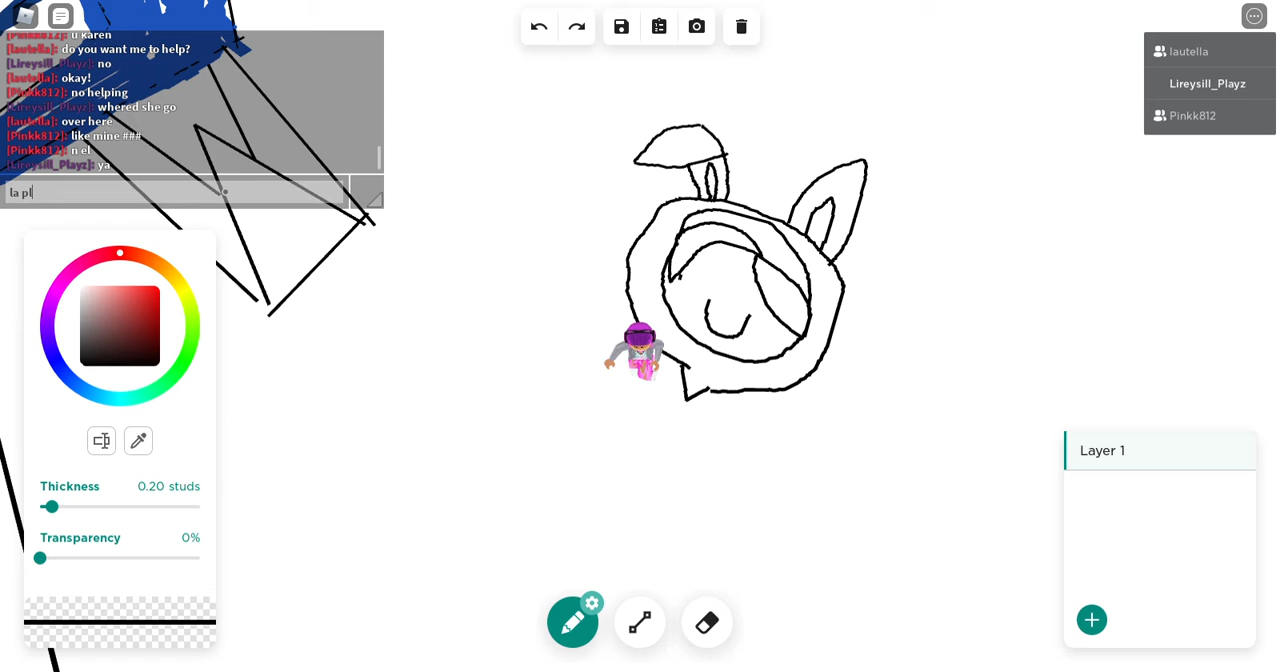 [Pinkk812]: u karen
[lautella]: do you want me to help?
[Lireysill_Playz]: no
[lautella]: okay!
[Pinkk812]: no helping
[Lireysill_Playz]: whered she go
[lautella]: over here
[Pinkk812]: like mine ###
[Pinkk812]: n el
[Lireysill_Playz]: ya
la pl
lautella
Lireysill_Playz
Pinkk812
Thickness 0.20 studs
Transparency 0%
Layer 1